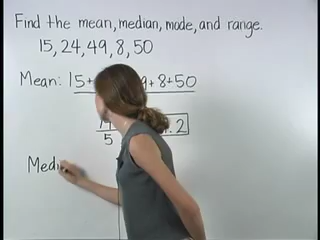 Find the mean, median, mode, and range.
15, 24, 49, 8, 50
Mean: 15+ 9+8+50
5 .2
Med